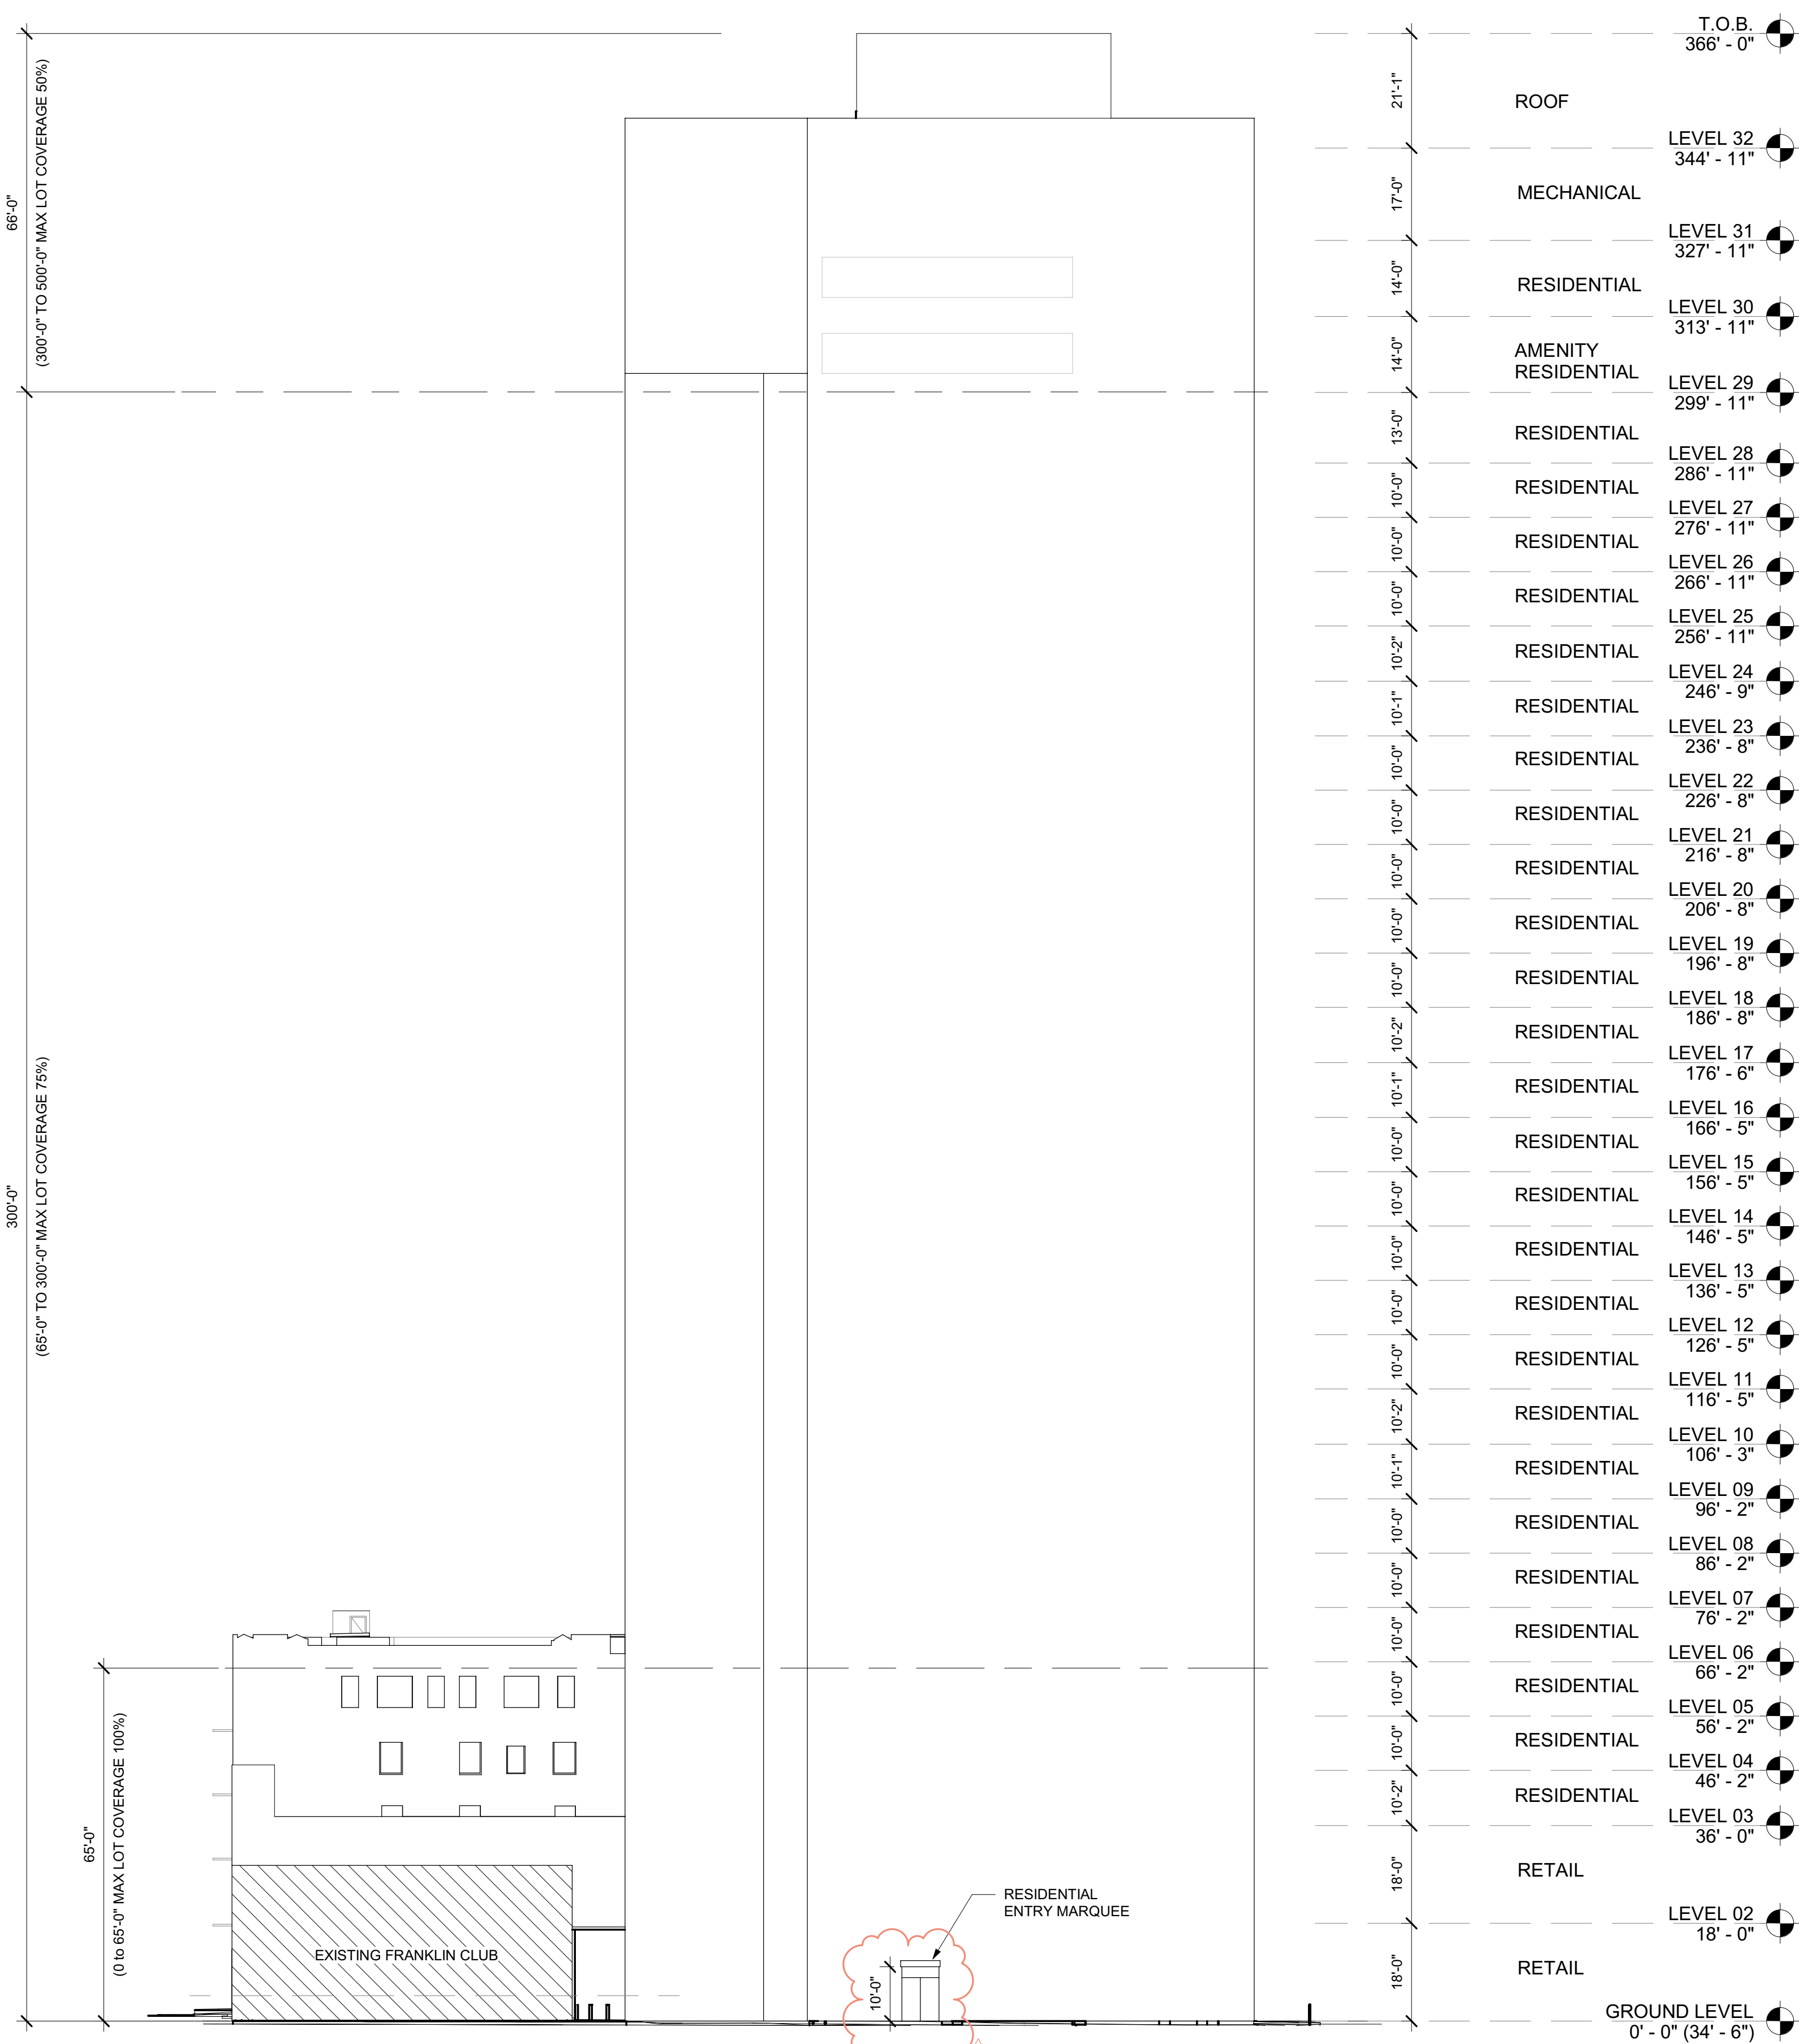 66'-0"
(300'-0" TO 500'-0" MAX LOT COVERAGE 50%)
300'-0"
(65'-0" TO 300'-0" MAX LOT COVERAGE 75%)
65'-0"
(0 to 65'-0" MAX LOT COVERAGE 100%)
EXISTING FRANKLIN CLUB
RESIDENTIAL
ENTRY MARQUEE
10'-0"
T.O.B.
366' - 0"
21'-1"
ROOF
LEVEL 32
344' - 11"
17'-0"
MECHANICAL
LEVEL 31
327' - 11"
14'-0"
RESIDENTIAL
LEVEL 30
313' - 11"
14'-0"
AMENITY
RESIDENTIAL
LEVEL 29
299' - 11"
13'-0"
RESIDENTIAL
LEVEL 28
286' - 11"
10'-0"
RESIDENTIAL
LEVEL 27
276' - 11"
10'-0"
RESIDENTIAL
LEVEL 26
266' - 11"
10'-0"
RESIDENTIAL
LEVEL 25
256' - 11"
10'-2"
RESIDENTIAL
LEVEL 24
246' - 9"
10'-1"
RESIDENTIAL
LEVEL 23
236' - 8"
10'-0"
RESIDENTIAL
LEVEL 22
226' - 8"
10'-0"
RESIDENTIAL
LEVEL 21
216' - 8"
10'-0"
RESIDENTIAL
LEVEL 20
206' - 8"
10'-0"
RESIDENTIAL
LEVEL 19
196' - 8"
10'-0"
RESIDENTIAL
LEVEL 18
186' - 8"
10'-2"
RESIDENTIAL
LEVEL 17
176' - 6"
10'-1"
RESIDENTIAL
LEVEL 16
166' - 5"
10'-0"
RESIDENTIAL
LEVEL 15
156' - 5"
10'-0"
RESIDENTIAL
LEVEL 14
146' - 5"
10'-0"
RESIDENTIAL
LEVEL 13
136' - 5"
10'-0"
RESIDENTIAL
LEVEL 12
126' - 5"
10'-0"
RESIDENTIAL
LEVEL 11
116' - 5"
10'-2"
RESIDENTIAL
LEVEL 10
106' - 3"
10'-1"
RESIDENTIAL
LEVEL 09
96' - 2"
10'-0"
RESIDENTIAL
LEVEL 08
86' - 2"
10'-0"
RESIDENTIAL
LEVEL 07
76' - 2"
10'-0"
RESIDENTIAL
LEVEL 06
66' - 2"
10'-0"
RESIDENTIAL
LEVEL 05
56' - 2"
10'-0"
RESIDENTIAL
LEVEL 04
46' - 2"
10'-2"
RESIDENTIAL
LEVEL 03
36' - 0"
18'-0"
RETAIL
LEVEL 02
18' - 0"
18'-0"
RETAIL
GROUND LEVEL
0' - 0" (34' - 6")